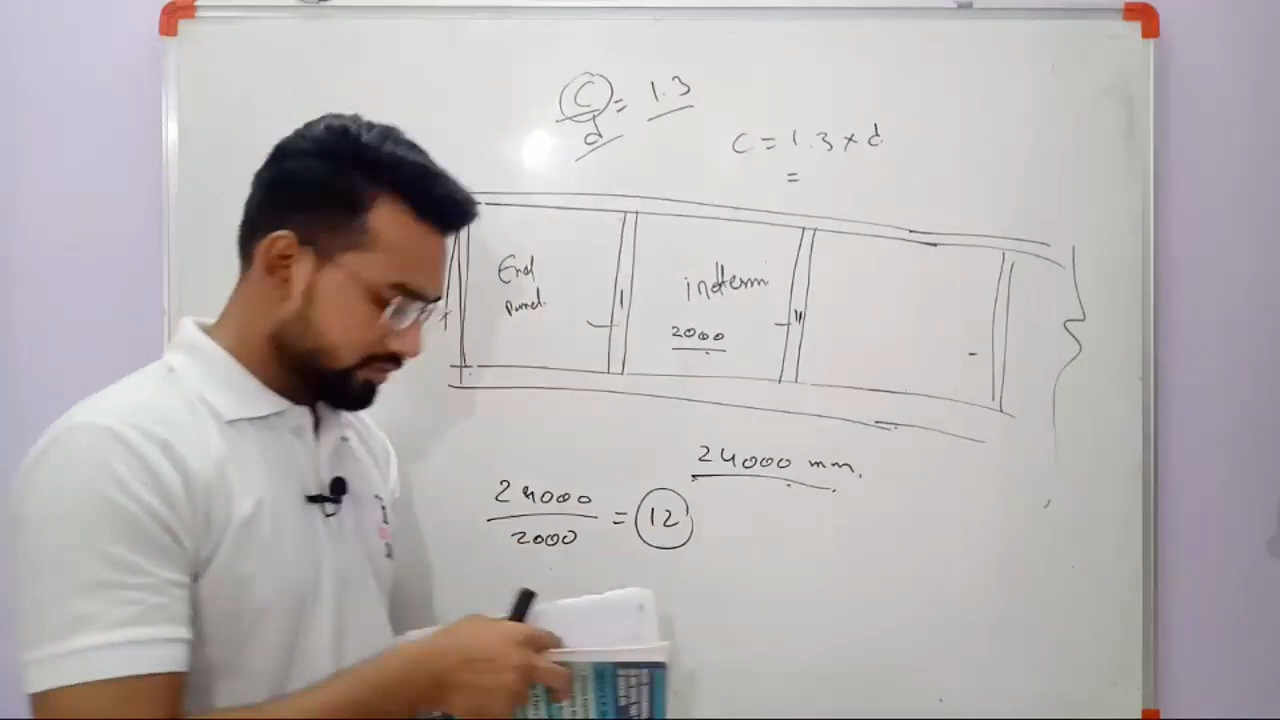 C/d = 1.3
C = 1.3 × d
=
End
panel.
interm
2000
24000 mm.
24000/2000 = 12